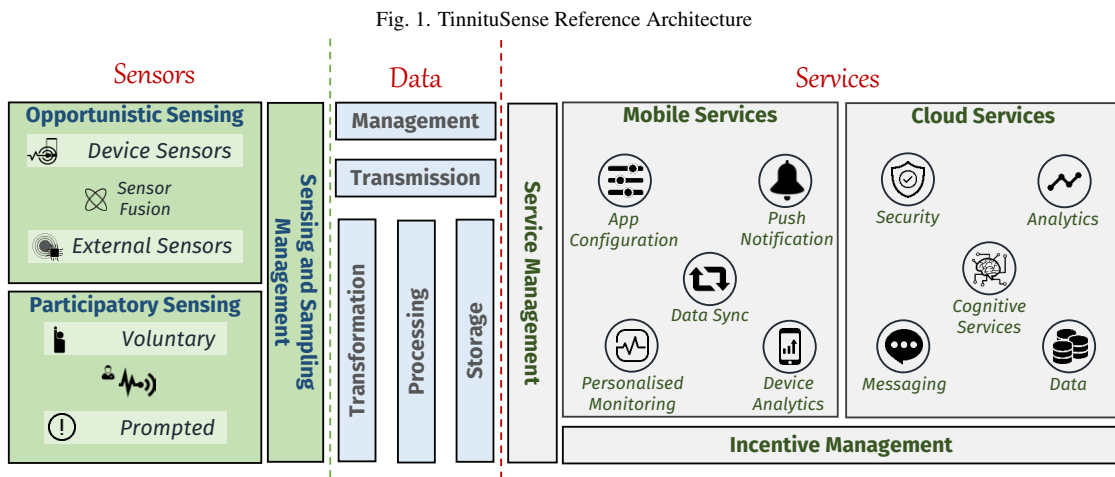 Fig. 1. TinnituSense Reference Architecture
Sensors
Data
Services
Opportunistic Sensing
Device Sensors
Sensor
Fusion
External Sensors
Participatory Sensing
Voluntary
Prompted
Sensing and Sampling
Management
Management
Transmission
Transformation
Processing
Storage
Service Management
Mobile Services
App
Configuration
Push
Notification
Data Sync
Personalised
Monitoring
Device
Analytics
Cloud Services
Security
Analytics
Cognitive
Services
Messaging
Data
Incentive Management